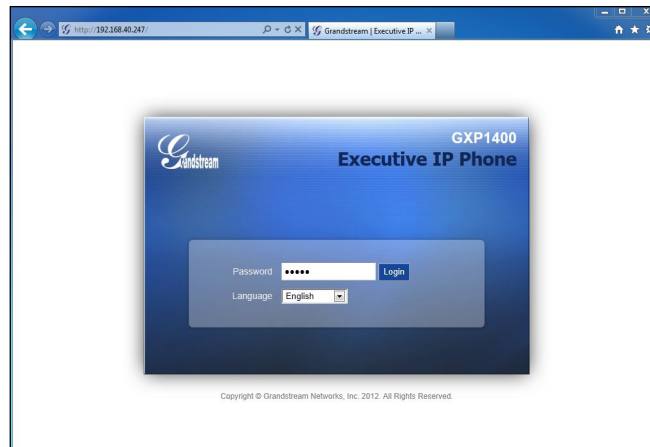 http://192.168.40.247/
Grandstream | Executive IP ...
Grandstream
GXP1400
Executive IP Phone
Password •••••
Login
Language English
Copyright © Grandstream Networks, Inc. 2012. All Rights Reserved.